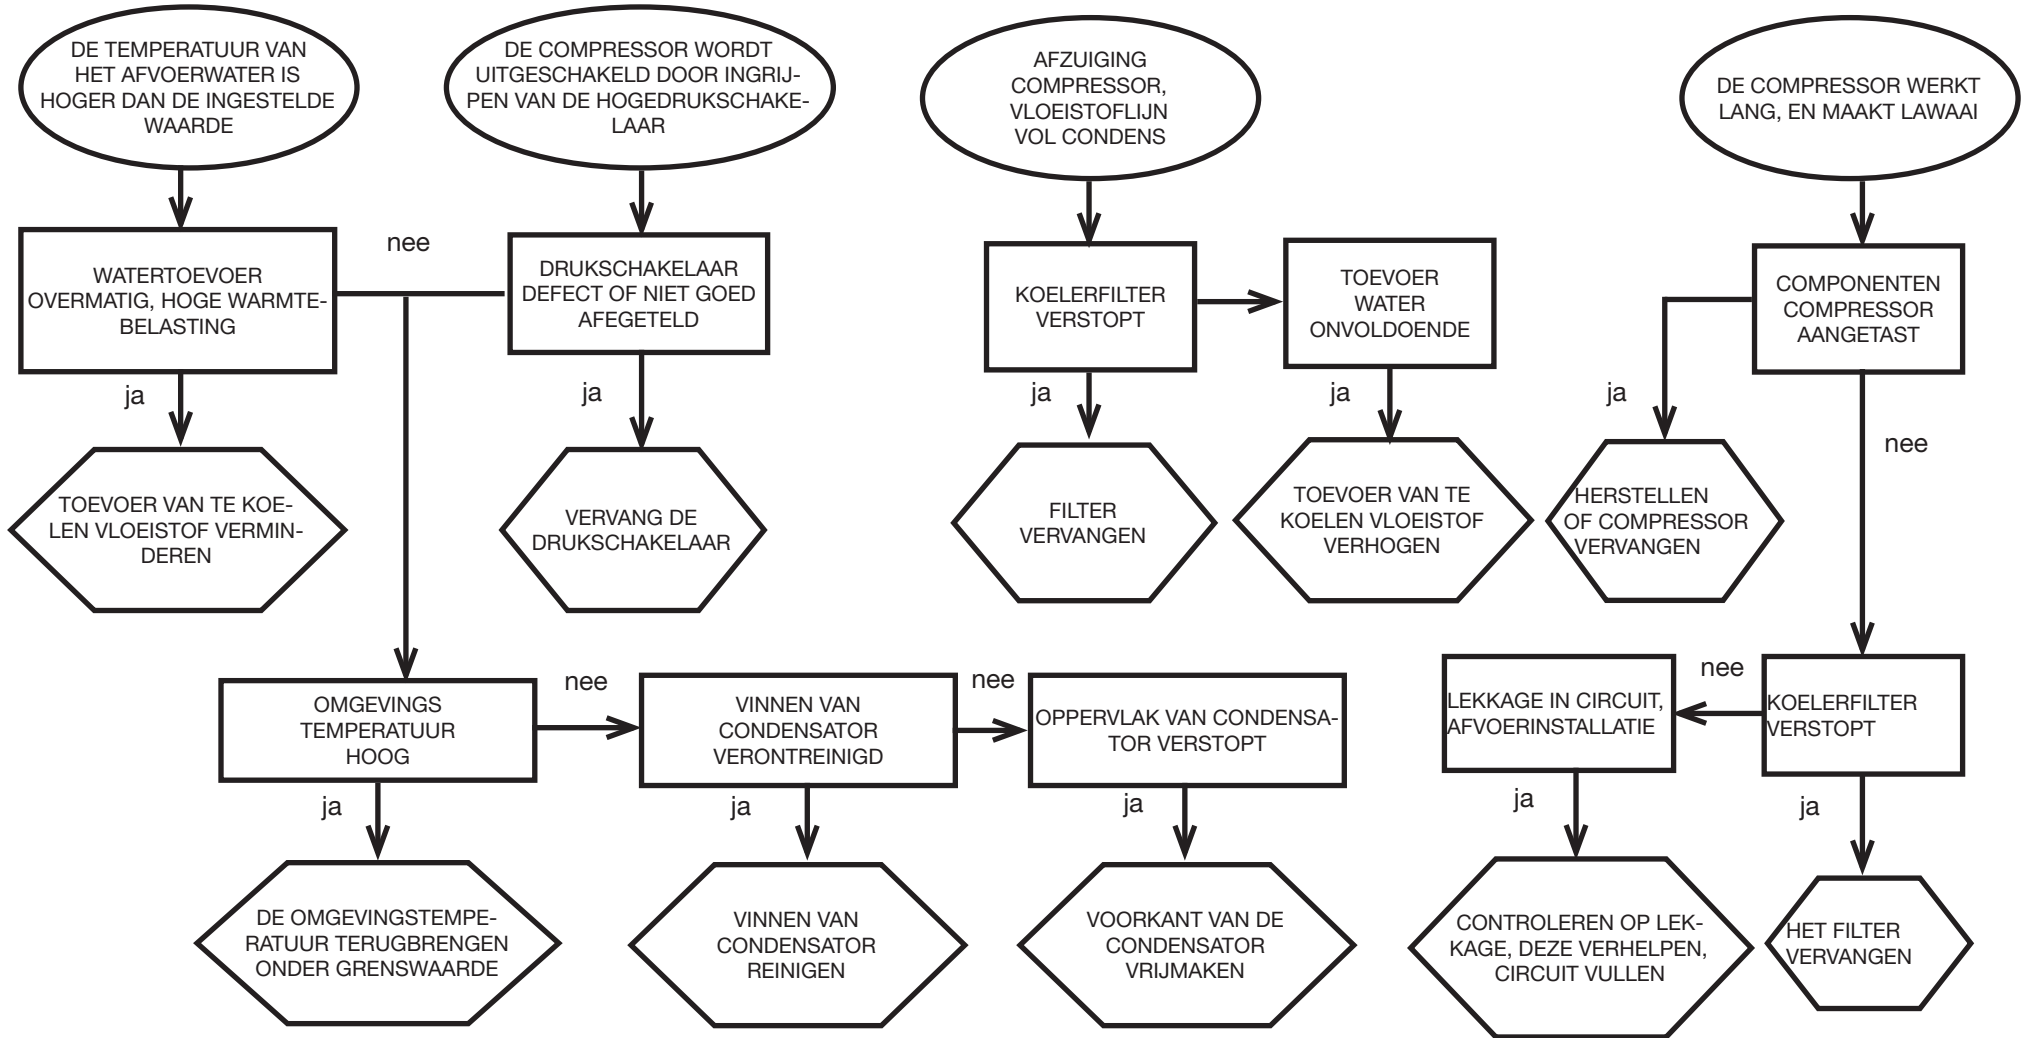 DE TEMPERATUUR VAN
HET AFVOERWATER IS
HOGER DAN DE INGESTELDE
WAARDE
DE COMPRESSOR WORDT
UITGESCHAKELD DOOR INGRIJ-
PEN VAN DE HOGEDRUKSCHAKE-
LAAR
AFZUIGING
COMPRESSOR,
VLOEISTOFLIJN
VOL CONDENS
DE COMPRESSOR WERKT
LANG, EN MAAKT LAWAAI
WATERTOEVOER
OVERMATIG, HOGE WARMTE-
BELASTING
nee
DRUKSCHAKELAAR
DEFECT OF NIET GOED
AFEGETELD
KOELERFILTER
VERSTOPT
TOEVOER
WATER
ONVOLDOENDE
COMPONENTEN
COMPRESSOR
AANGETAST
ja
ja
ja
ja
ja
nee
TOEVOER VAN TE KOE-
LEN VLOEISTOF VERMIN-
DEREN
VERVANG DE
DRUKSCHAKELAAR
FILTER
VERVANGEN
TOEVOER VAN TE
KOELEN VLOEISTOF
VERHOGEN
HERSTELLEN
OF COMPRESSOR
VERVANGEN
OMGEVINGS
TEMPERATUUR
HOOG
nee
VINNEN VAN
CONDENSATOR
VERONTREINIGD
nee
OPPERVLAK VAN CONDENSA-
TOR VERSTOPT
LEKKAGE IN CIRCUIT,
AFVOERINSTALLATIE
nee
KOELERFILTER
VERSTOPT
ja
ja
ja
ja
ja
DE OMGEVINGSTEMPE-
RATUUR TERUGBRENGEN
ONDER GRENSWAARDE
VINNEN VAN
CONDENSATOR
REINIGEN
VOORKANT VAN DE
CONDENSATOR
VRIJMAKEN
CONTROLEREN OP LEK-
KAGE, DEZE VERHELPEN,
CIRCUIT VULLEN
HET FILTER
VERVANGEN